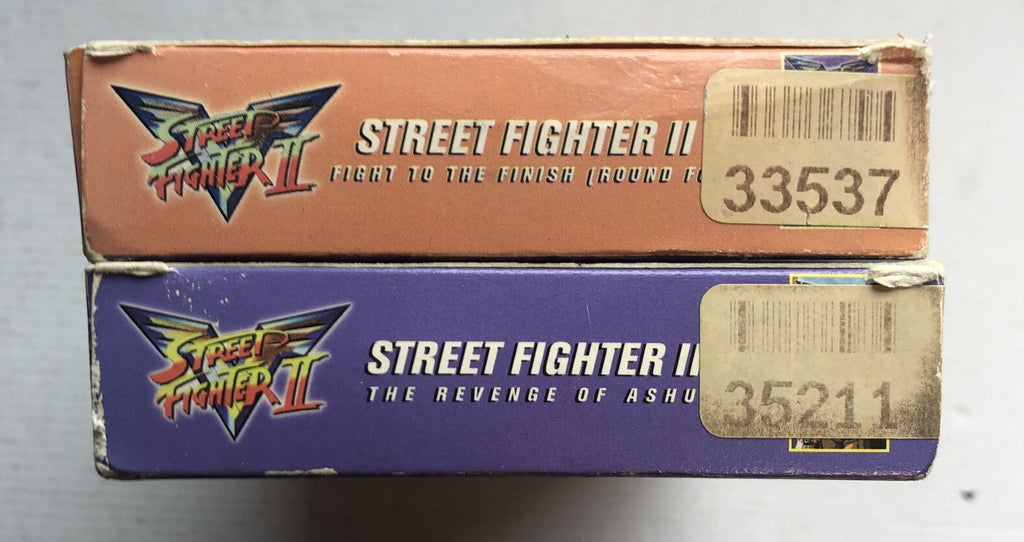 STREET
FIGHTER II
STREET FIGHTER II
FIGHT TO THE FINISH (ROUND
33537
STREET
FIGHTER II
STREET FIGHTER II
THE REVENGE OF ASHU
35211